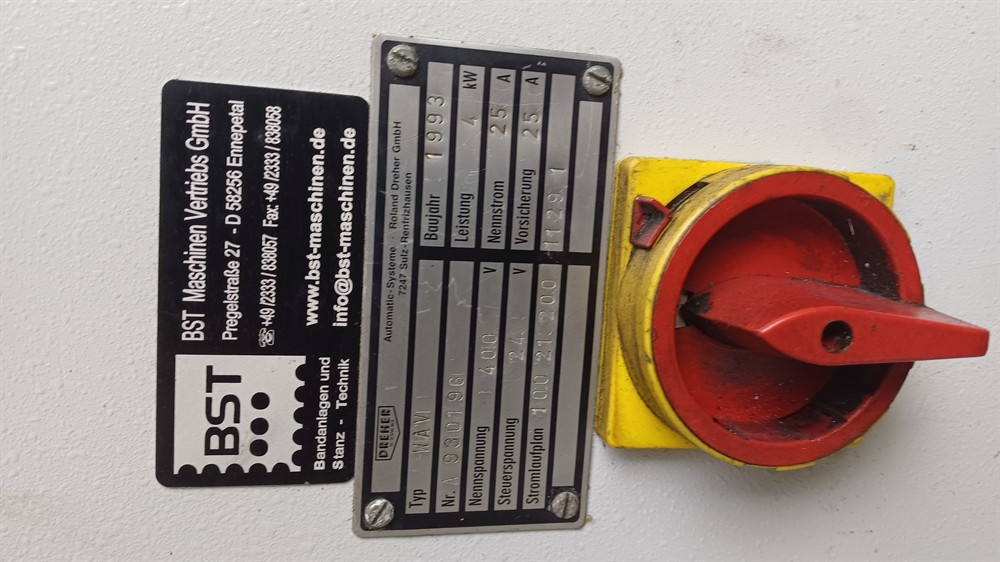 BST Maschinen Vertriebs GmbH
Pregelstraße 27 - D 58256 Ennepetal
☏ +49 /2333 / 838057 Fax: +49 /2333 / 838058
BST
Bandanlagen und
Stanz - Technik
www.bst-maschinen.de
info@bst-maschinen.de
DREHER
Automatic-Systeme · Roland Dreher GmbH
7247 Sulz-Renfrizhausen
Typ WAVI Baujahr 1993
Nr. A 930196 Leistung 4 kW
Nennspannung 400 V Nennstrom 25 A
Steuerspannung 24 V Vorsicherung 25 A
Stromlaufplan 100 21.200 1129.1